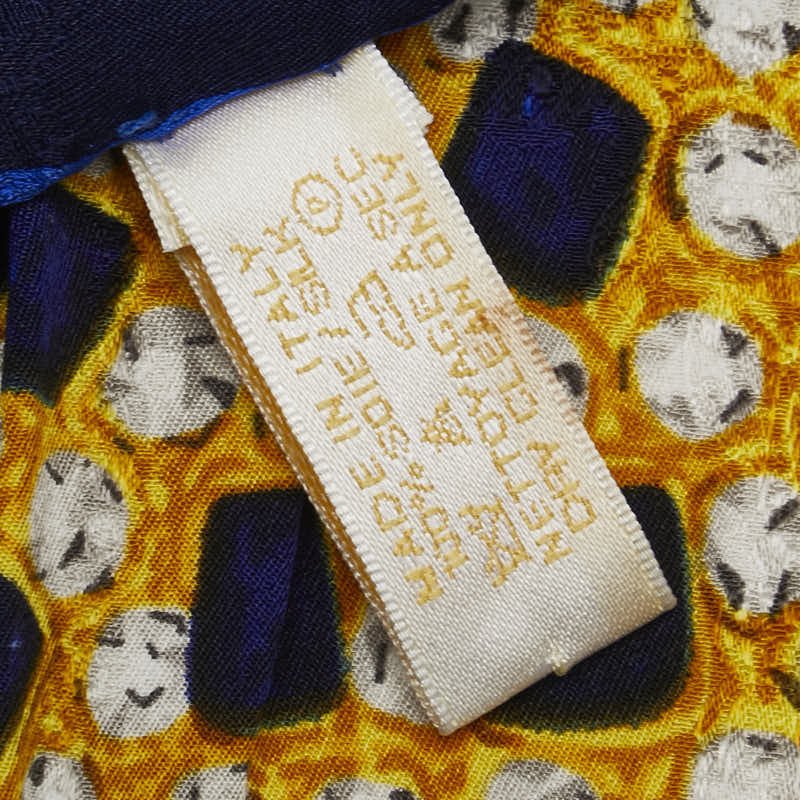 MADE IN ITALY
100% SOIE / SILK
P
NETTOYAGE A SEC
DRY CLEAN ONLY